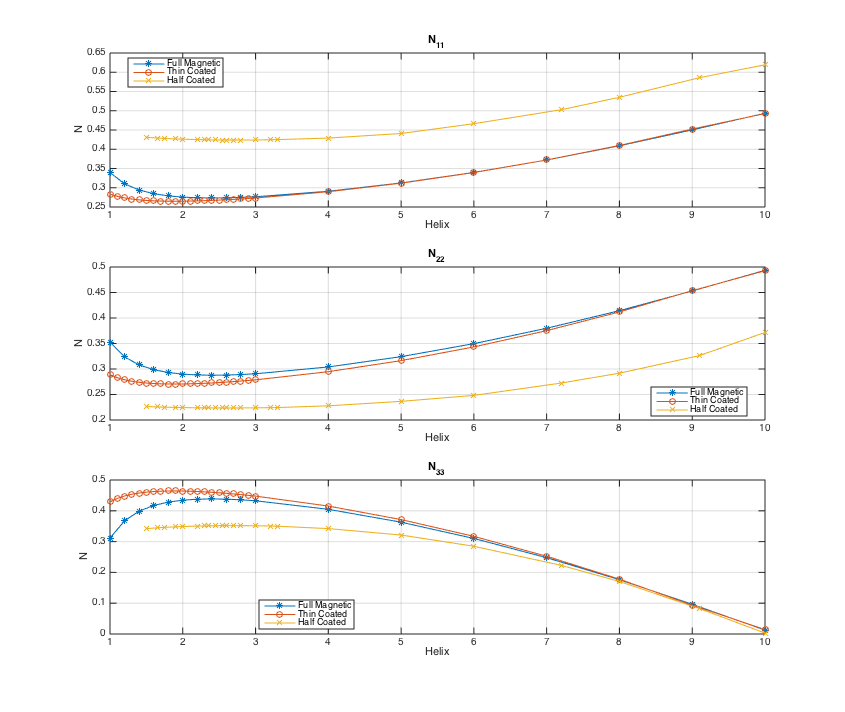 N11
0.65
0.6
0.55
0.5
0.45
0.4
0.35
0.3
0.25
N
Full Magnetic
Thin Coated
Half Coated
1 2 3 4 5 6 7 8 9 10
Helix
N22
0.5
0.45
0.4
0.35
0.3
0.25
0.2
N
Full Magnetic
Thin Coated
Half Coated
1 2 3 4 5 6 7 8 9 10
Helix
N33
0.5
0.4
0.3
0.2
0.1
0
N
Full Magnetic
Thin Coated
Half Coated
1 2 3 4 5 6 7 8 9 10
Helix